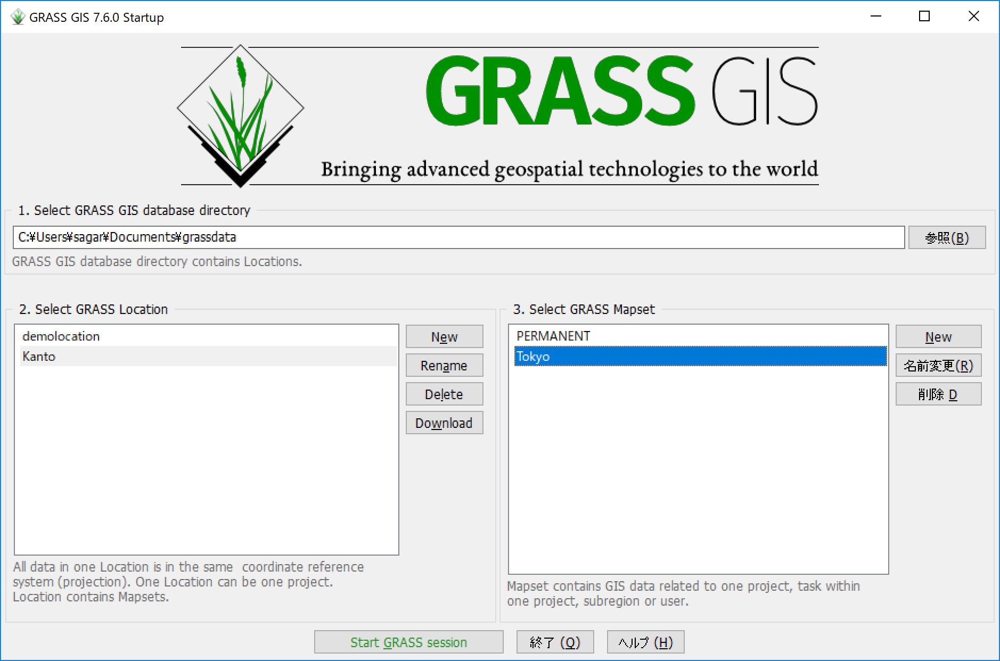 GRASS GIS 7.6.0 Startup
GRASS GIS
Bringing advanced geospatial technologies to the world
1. Select GRASS GIS database directory
C:¥Users¥sagar¥Documents¥grassdata
参照(B)
GRASS GIS database directory contains Locations.
2. Select GRASS Location
demolocation
Kanto
New
Rename
Delete
Download
All data in one Location is in the same  coordinate reference
system (projection). One Location can be one project.
Location contains Mapsets.
3. Select GRASS Mapset
PERMANENT
Tokyo
New
名前変更(R)
削除 D
Mapset contains GIS data related to one project, task within
one project, subregion or user.
Start GRASS session
終了 (Q)
ヘルプ (H)